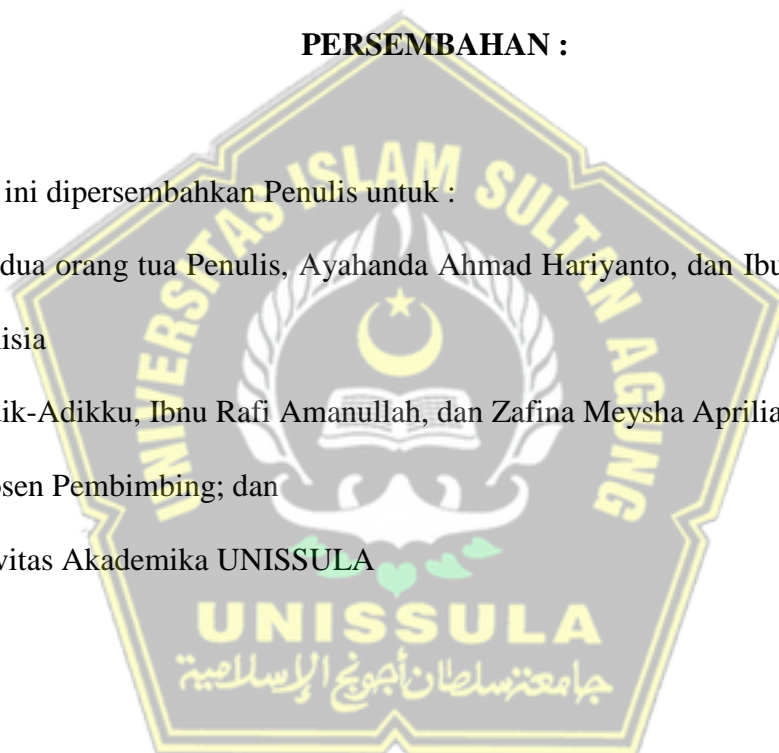 PERSEMBAHAN :
ini dipersembahkan Penulis untuk :
dua orang tua Penulis, Ayahanda Ahmad Hariyanto, dan Ibu
isia
ik-Adikku, Ibnu Rafi Amanullah, dan Zafina Meysha Aprilia
osen Pembimbing; dan
vitas Akademika UNISSULA
UNIVERSITAS ISLAM SULTAN AGUNG
UNISSULA
جامعة سلطان أجونج الإسلامية